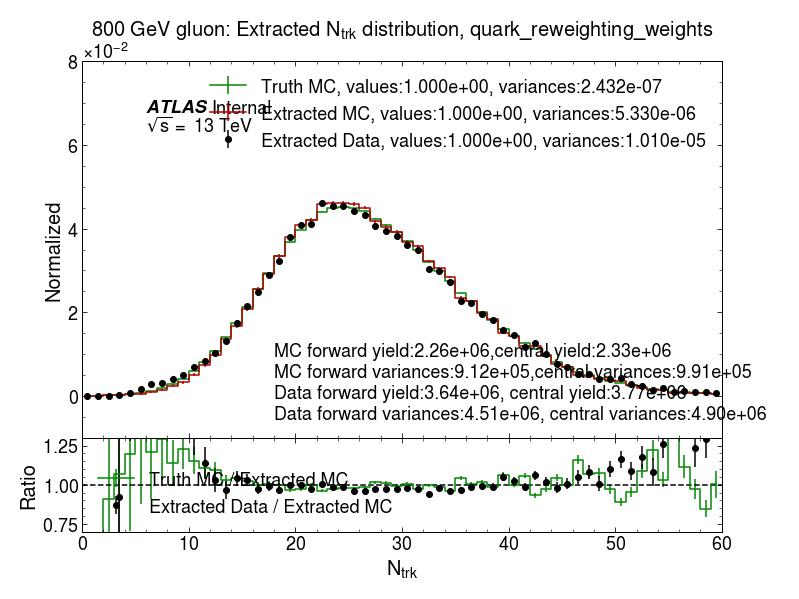 800 GeV gluon: Extracted N_trk distribution, quark_reweighting_weights
×10⁻²
Truth MC, values:1.000e+00, variances:2.432e-07
ATLAS Internal
Extracted MC, values:1.000e+00, variances:5.330e-06
√s = 13 TeV
Extracted Data, values:1.000e+00, variances:1.010e-05
8
6
4
2
0
Normalized
MC forward yield:2.26e+06,central yield:2.33e+06
MC forward variances:9.12e+05,central variances:9.91e+05
Data forward yield:3.64e+06, central yield:3.77e+06
Data forward variances:4.51e+06, central variances:4.90e+06
1.25
1.00
0.75
Ratio
Truth MC / Extracted MC
Extracted Data / Extracted MC
0 10 20 30 40 50 60
N_trk